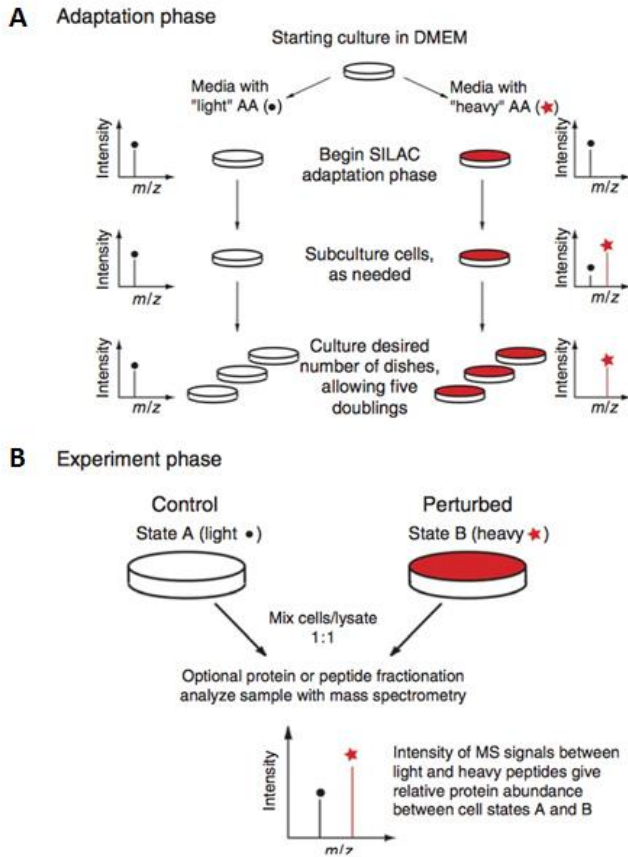 A Adaptation phase
Starting culture in DMEM
Media with
"light" AA (●)
Media with
"heavy" AA (★)
Intensity
m/z
Begin SILAC
adaptation phase
Intensity
m/z
Intensity
m/z
Subculture cells,
as needed
Intensity
m/z
Intensity
m/z
Culture desired
number of dishes,
allowing five
doublings
Intensity
m/z
B Experiment phase
Control
State A (light ●)
Perturbed
State B (heavy ★)
Mix cells/lysate
1:1
Optional protein or peptide fractionation
analyze sample with mass spectrometry
Intensity
m/z
Intensity of MS signals between
light and heavy peptides give
relative protein abundance
between cell states A and B